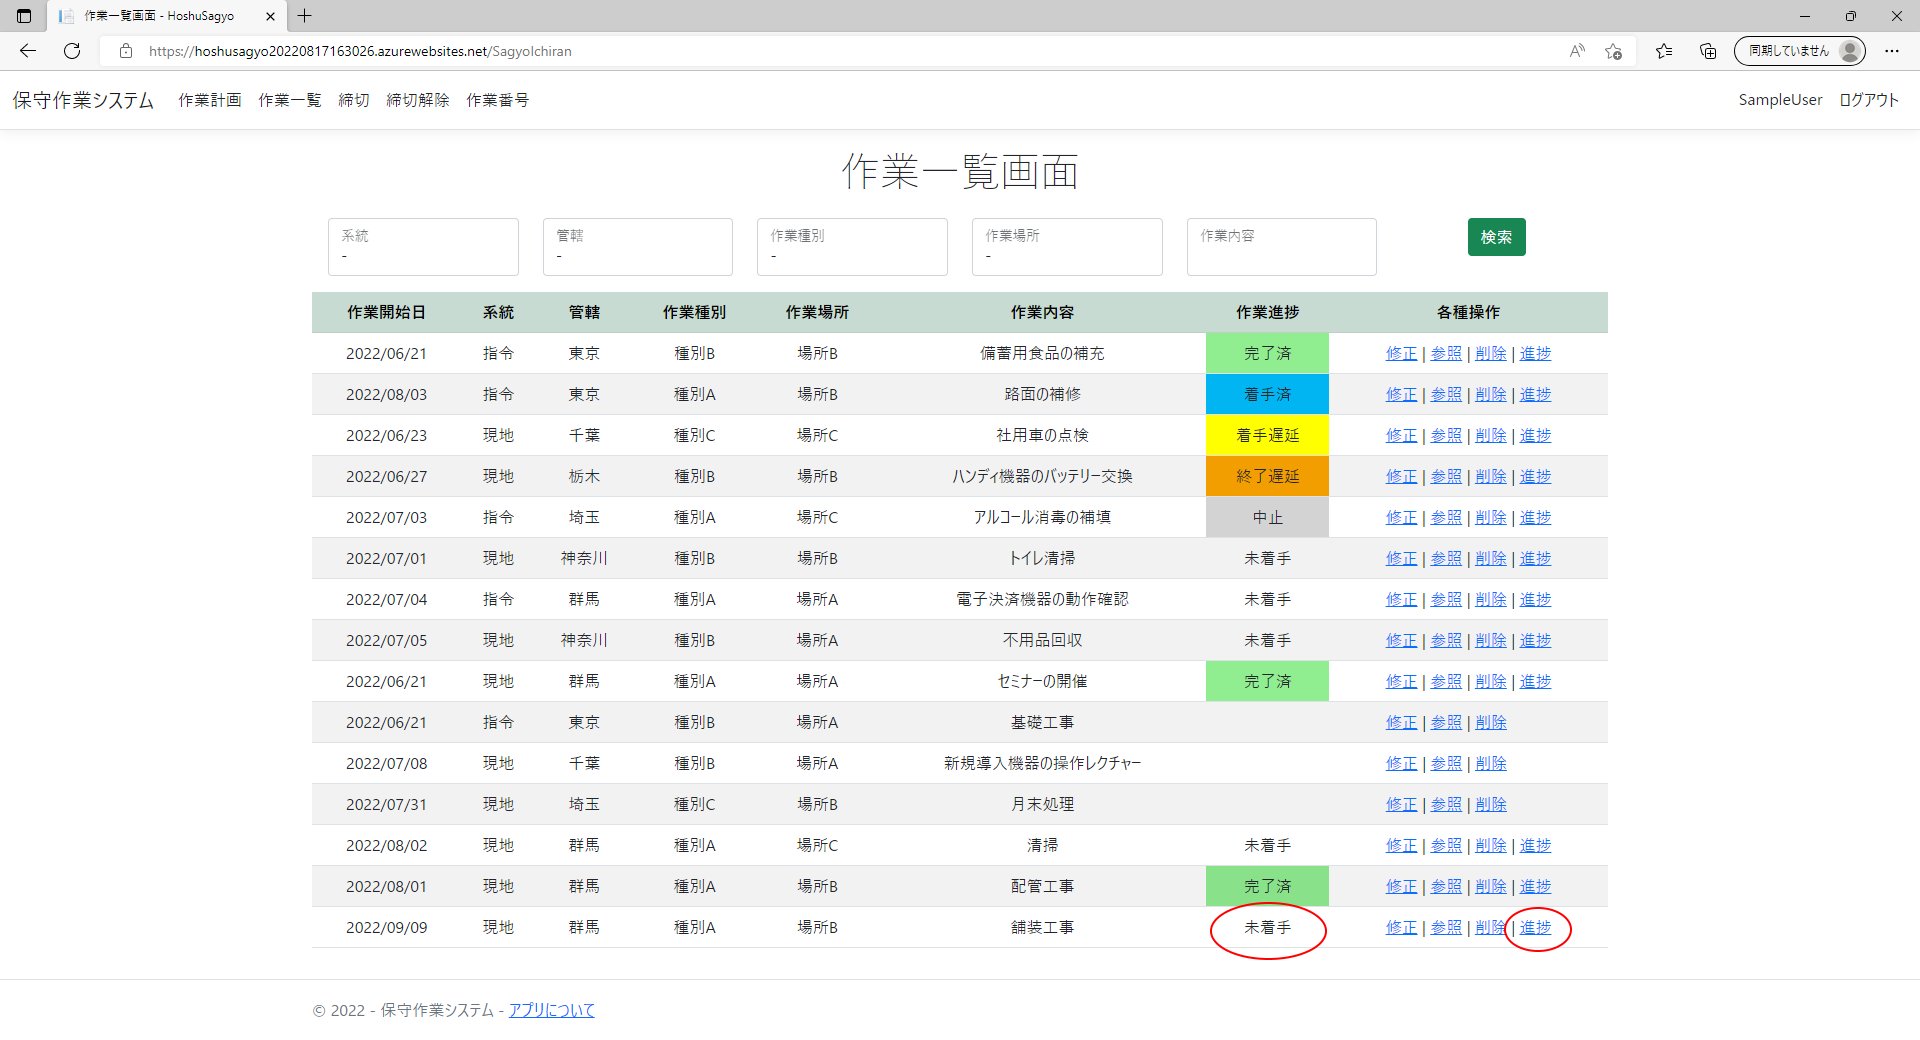 作業一覧画面 - HoshuSagyo
https://hoshusagyo20220817163026.azurewebsites.net/SagyoIchiran
同期していません
保守作業システム 作業計画 作業一覧 締切 締切解除 作業番号 SampleUser ログアウト
作業一覧画面
系統 管轄 作業種別 作業場所 作業内容 検索
- - - -
作業開始日 系統 管轄 作業種別 作業場所 作業内容 作業進捗 各種操作
2022/06/21 指令 東京 種別B 場所B 備蓄用食品の補充 完了済 修正 | 参照 | 削除 | 進捗
2022/08/03 指令 東京 種別A 場所B 路面の補修 着手済 修正 | 参照 | 削除 | 進捗
2022/06/23 現地 千葉 種別C 場所C 社用車の点検 着手遅延 修正 | 参照 | 削除 | 進捗
2022/06/27 現地 栃木 種別B 場所B ハンディ機器のバッテリー交換 終了遅延 修正 | 参照 | 削除 | 進捗
2022/07/03 指令 埼玉 種別A 場所C アルコール消毒の補填 中止 修正 | 参照 | 削除 | 進捗
2022/07/01 現地 神奈川 種別B 場所B トイレ清掃 未着手 修正 | 参照 | 削除 | 進捗
2022/07/04 指令 群馬 種別A 場所A 電子決済機器の動作確認 未着手 修正 | 参照 | 削除 | 進捗
2022/07/05 現地 神奈川 種別B 場所A 不用品回収 未着手 修正 | 参照 | 削除 | 進捗
2022/06/21 現地 群馬 種別A 場所A セミナーの開催 完了済 修正 | 参照 | 削除 | 進捗
2022/06/21 指令 東京 種別B 場所A 基礎工事 修正 | 参照 | 削除
2022/07/08 現地 千葉 種別B 場所A 新規導入機器の操作レクチャー 修正 | 参照 | 削除
2022/07/31 現地 埼玉 種別C 場所B 月末処理 修正 | 参照 | 削除
2022/08/02 現地 群馬 種別A 場所C 清掃 未着手 修正 | 参照 | 削除 | 進捗
2022/08/01 現地 群馬 種別A 場所B 配管工事 完了済 修正 | 参照 | 削除 | 進捗
2022/09/09 現地 群馬 種別A 場所B 舗装工事 未着手 修正 | 参照 | 削除 | 進捗
© 2022 - 保守作業システム - アプリについて